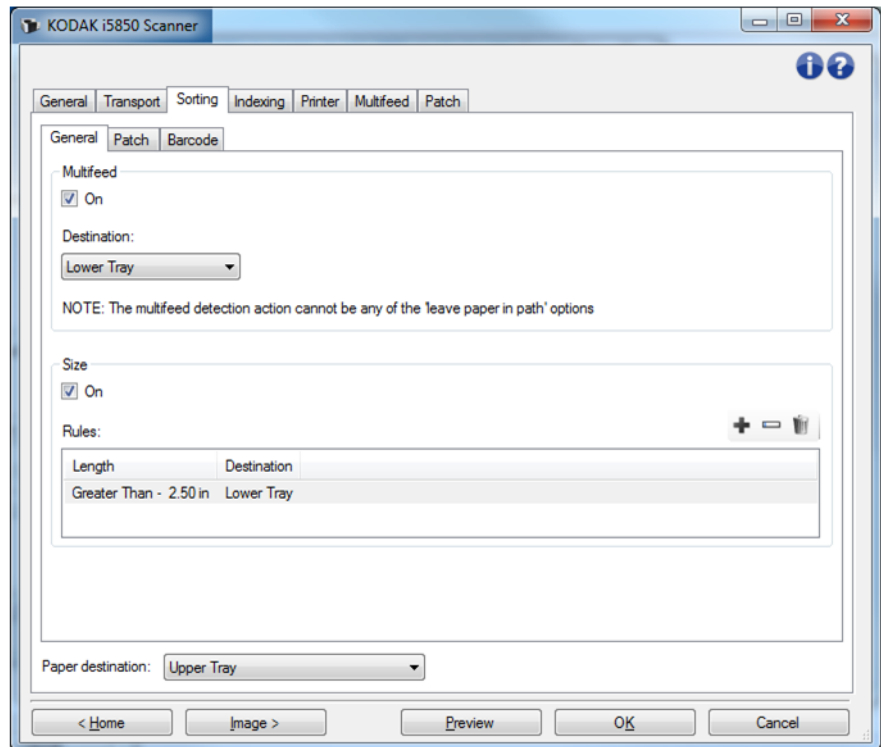 KODAK i5850 Scanner
General Transport Sorting Indexing Printer Multifeed Patch
General Patch Barcode
Multifeed
On
Destination:
Lower Tray
NOTE: The multifeed detection action cannot be any of the 'leave paper in path' options
Size
On
Rules:
Length Destination
Greater Than - 2.50 in Lower Tray
Paper destination: Upper Tray
< Home Image > Preview OK Cancel